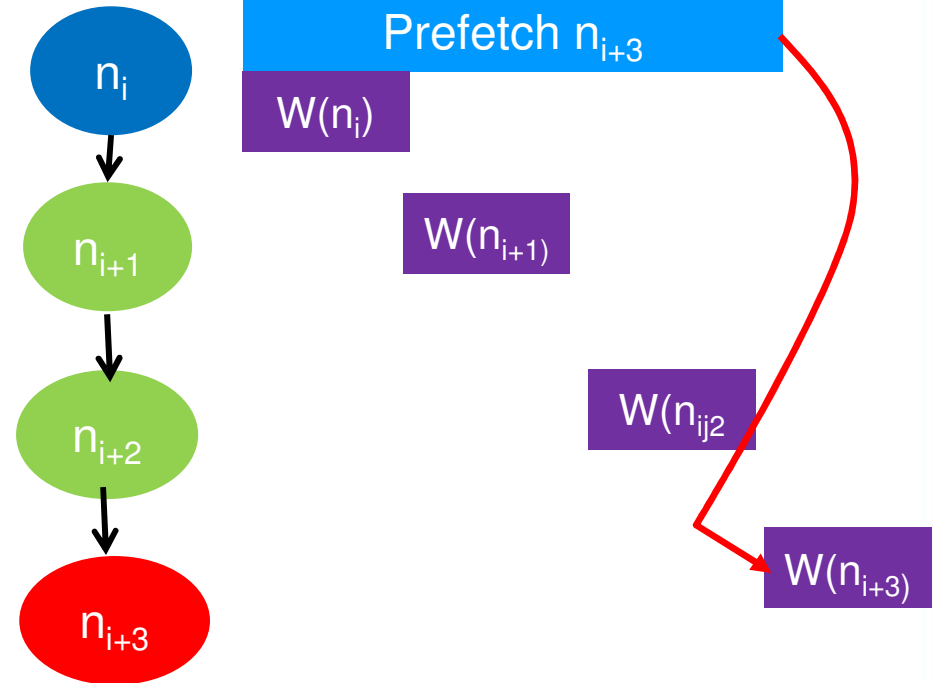 Prefetch nᵢ₊₃
nᵢ
W(nᵢ)
nᵢ₊₁
W(nᵢ₊₁)
nᵢ₊₂
W(nᵢⱼ₂
nᵢ₊₃
W(nᵢ₊₃)